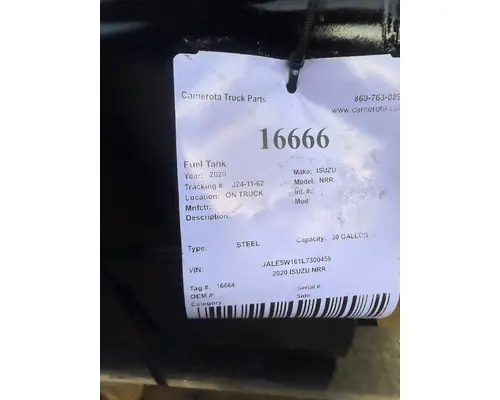 Camerota Truck Parts 860-763-089
www.camerota.co
16666
Fuel Tank
Year: 2020 Make: ISUZU
Tracking # J24-11-62 Model: NRR
Location: ON TRUCK Int. #:
Mnfctr.: Mod
Description:
Type: STEEL Capacity: 30 GALLON
VIN: JALE5W161L7300458
2020 ISUZU NRR
Tag #: 16666 Serial #:
OEM #: Side:
Category